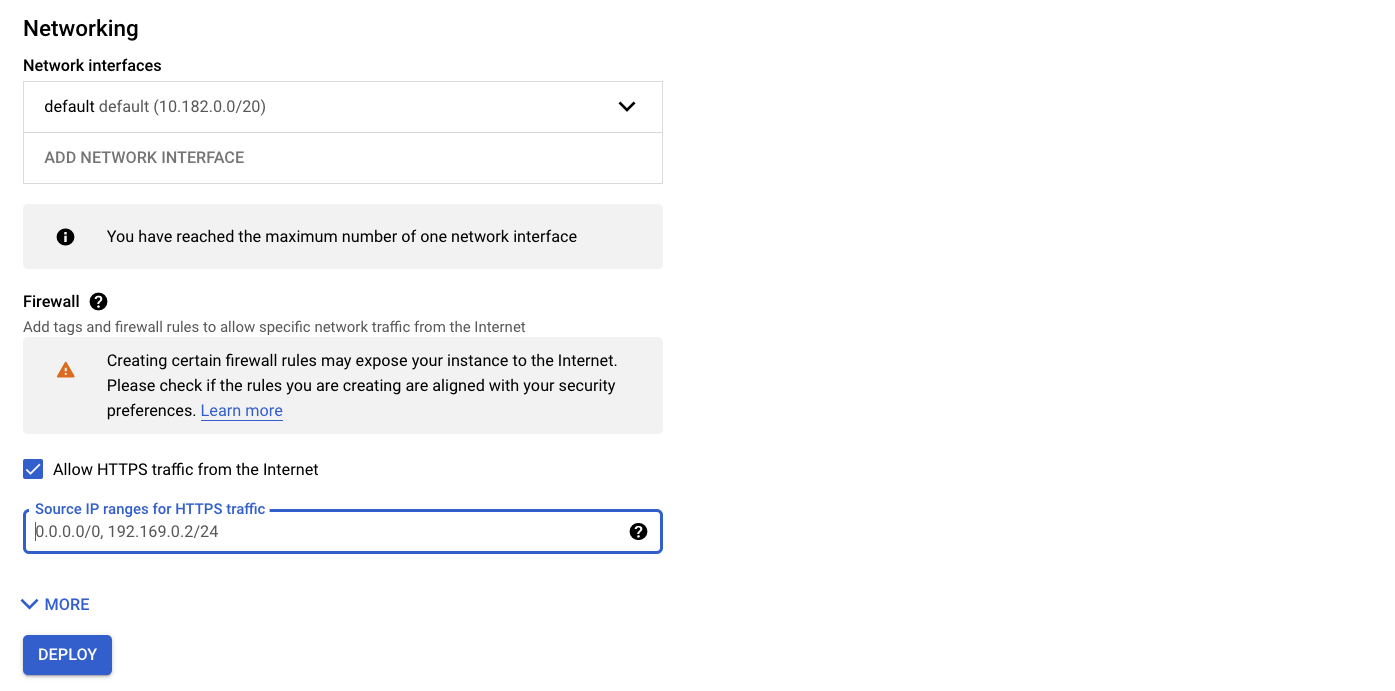 Networking
Network interfaces
default default (10.182.0.0/20)
ADD NETWORK INTERFACE
You have reached the maximum number of one network interface
Firewall
Add tags and firewall rules to allow specific network traffic from the Internet
Creating certain firewall rules may expose your instance to the Internet.
Please check if the rules you are creating are aligned with your security
preferences. Learn more
Allow HTTPS traffic from the Internet
Source IP ranges for HTTPS traffic
0.0.0.0/0, 192.169.0.2/24
MORE
DEPLOY